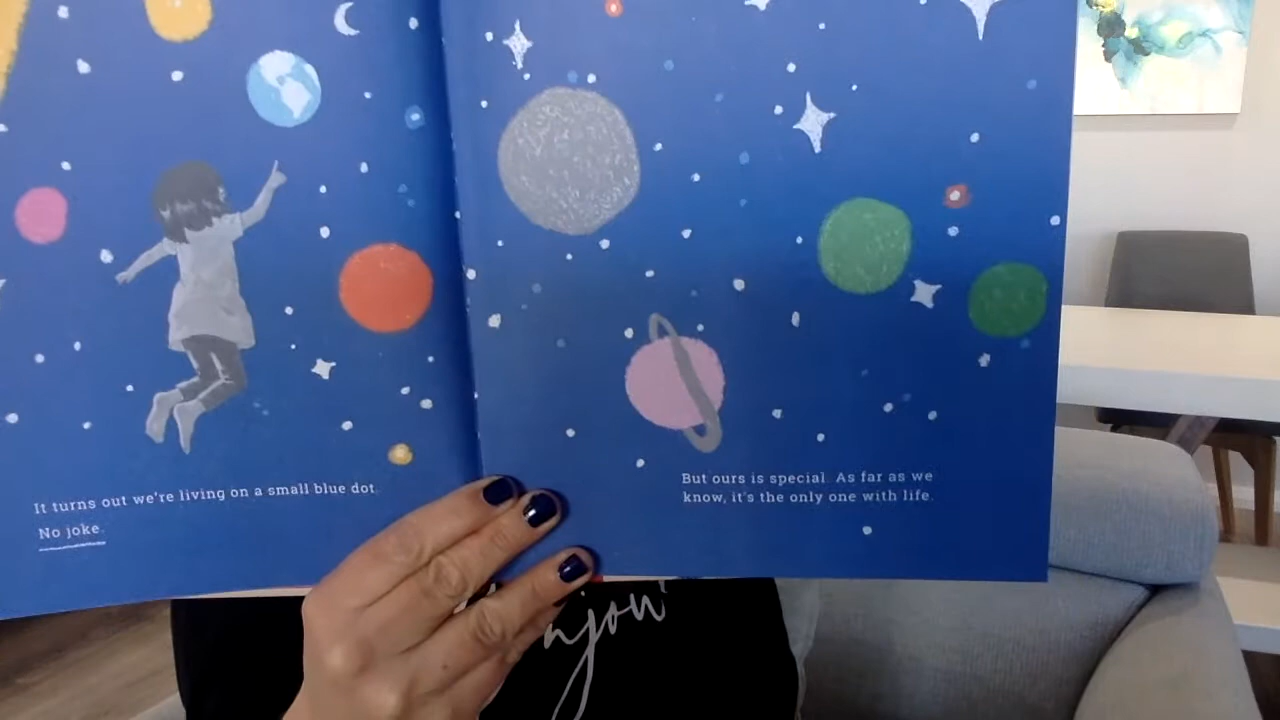 It turns out we're living on a small blue dot.
No joke.
But ours is special. As far as we
know, it's the only one with life.